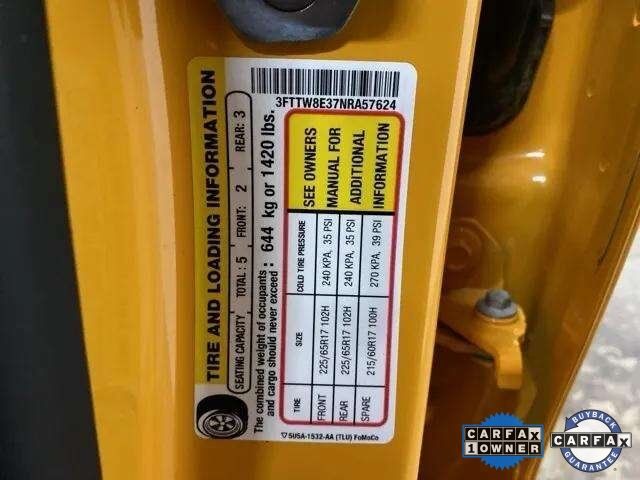 3FTTW8E37NRA57624
TIRE AND LOADING INFORMATION
SEATING CAPACITY TOTAL : 5 FRONT: 2 REAR: 3
The combined weight of occupants
and cargo should never exceed : 644 kg or 1420 lbs.
TIRE SIZE COLD TIRE PRESSURE
FRONT 225/65R17 102H 240 KPA, 35 PSI
REAR 225/65R17 102H 240 KPA, 35 PSI
SPARE 215/60R17 100H 270 KPA, 39 PSI
SEE OWNERS
MANUAL FOR
ADDITIONAL
INFORMATION
5U5A-1532-AA (TLU) FoMoCo
CARFAX
1OWNER
BUYBACK
CARFAX
GUARANTEE